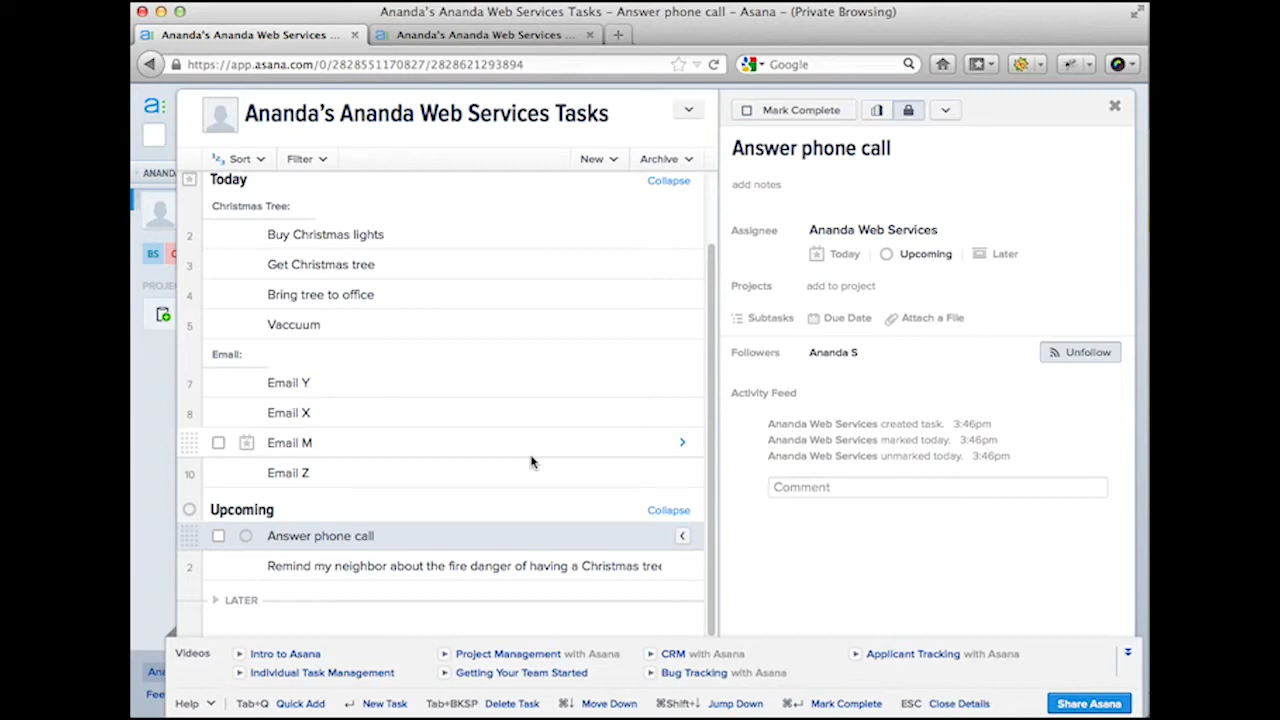 Ananda's Ananda Web Services Tasks – Answer phone call – Asana – (Private Browsing)
Ananda's Ananda Web Services ...
Ananda's Ananda Web Services ...
https://app.asana.com/0/2828551170827/2828621293894
Google
a:
Ananda's Ananda Web Services Tasks
Mark Complete
Answer phone call
Sort
Filter
New
Archive
ANAND
Today
Collapse
add notes
Christmas Tree:
2 Buy Christmas lights
3 Get Christmas tree
4 Bring tree to office
5 Vaccuum
Email:
7 Email Y
8 Email X
Email M
10 Email Z
BS
PROJE
Upcoming
Collapse
Answer phone call
2 Remind my neighbor about the fire danger of having a Christmas tree
LATER
Assignee Ananda Web Services
Today Upcoming Later
Projects add to project
Subtasks Due Date Attach a File
Followers Ananda S Unfollow
Activity Feed
Ananda Web Services created task. 3:46pm
Ananda Web Services marked today. 3:46pm
Ananda Web Services unmarked today. 3:46pm
Comment
Videos Intro to Asana Project Management with Asana CRM with Asana Applicant Tracking with Asana
Individual Task Management Getting Your Team Started Bug Tracking with Asana
Ana
Fee
Help Tab+Q Quick Add ↵ New Task Tab+BKSP Delete Task ⌘↓ Move Down ⌘Shift+↓ Jump Down ⌘↵ Mark Complete ESC Close Details Share Asana